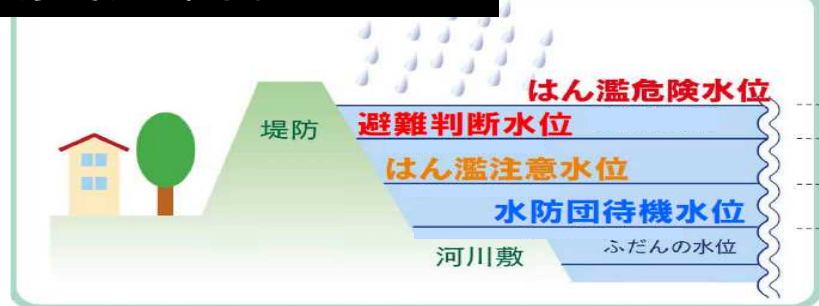 はん濫危険水位
堤防
避難判断水位
はん濫注意水位
水防団待機水位
ふだんの水位
河川敷